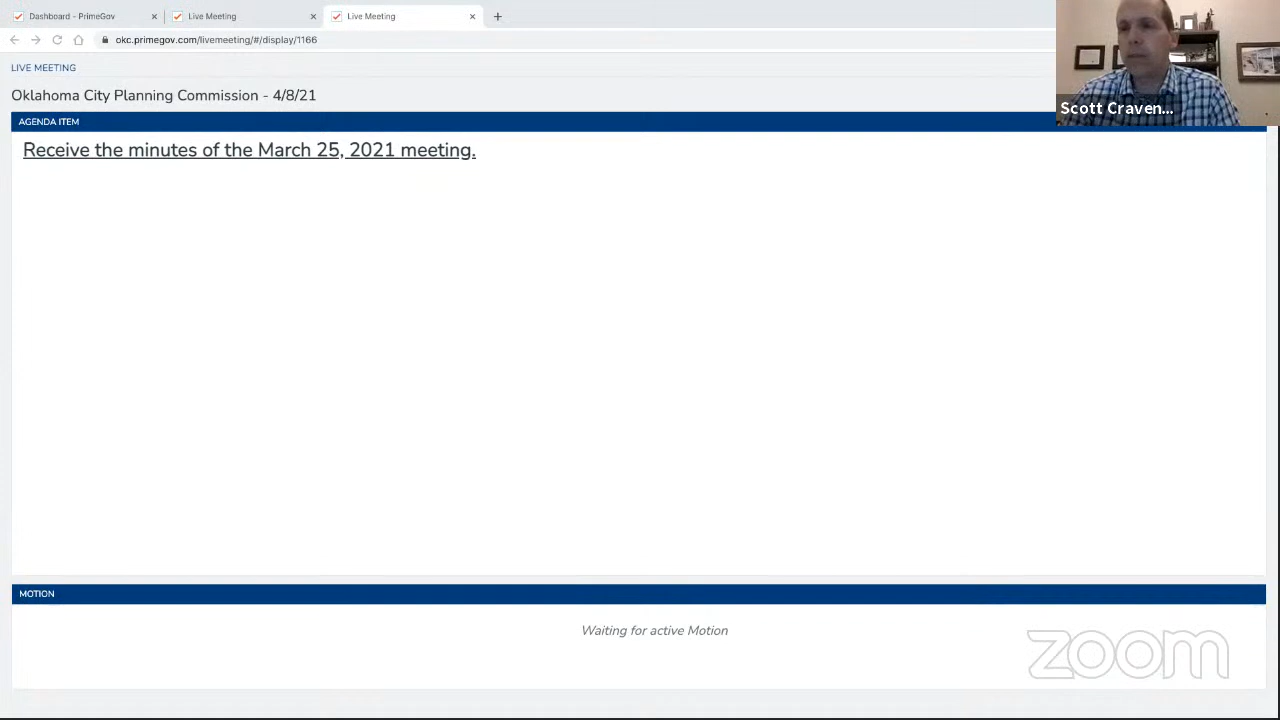 Dashboard - PrimeGov
Live Meeting
Live Meeting
okc.primegov.com/livemeeting/#/display/1166
LIVE MEETING
Oklahoma City Planning Commission - 4/8/21
Scott Craven...
AGENDA ITEM
Receive the minutes of the March 25, 2021 meeting.
MOTION
Waiting for active Motion
zoom